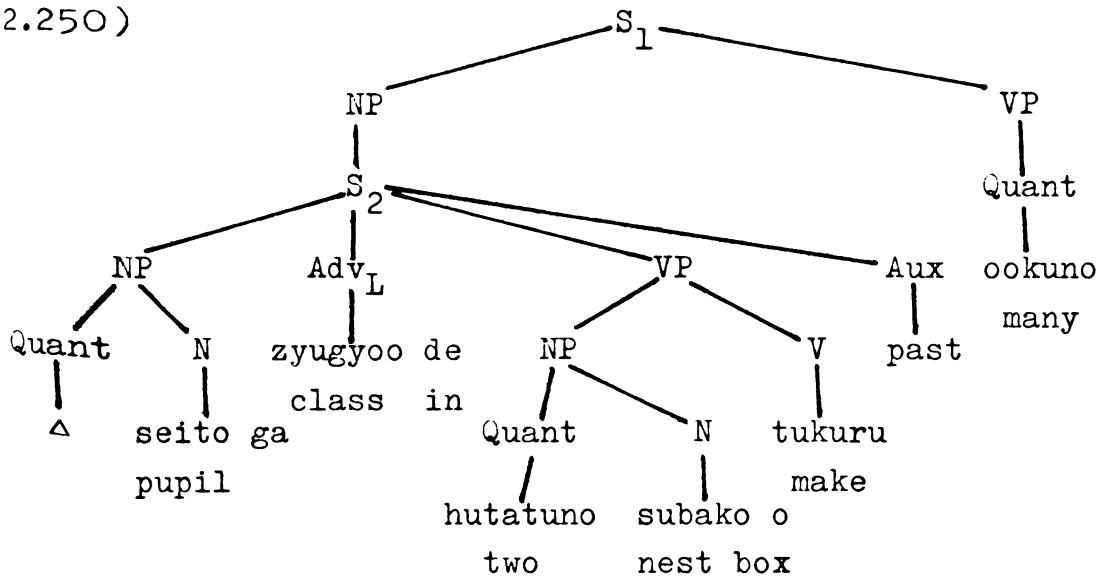 2.250)
S1
NP VP
S2 Quant
NP AdvL VP Aux ookuno
many
Quant N zyugyoo de NP V past
class in
△ seito ga Quant N tukuru
pupil make
hutatuno subako o
two nest box